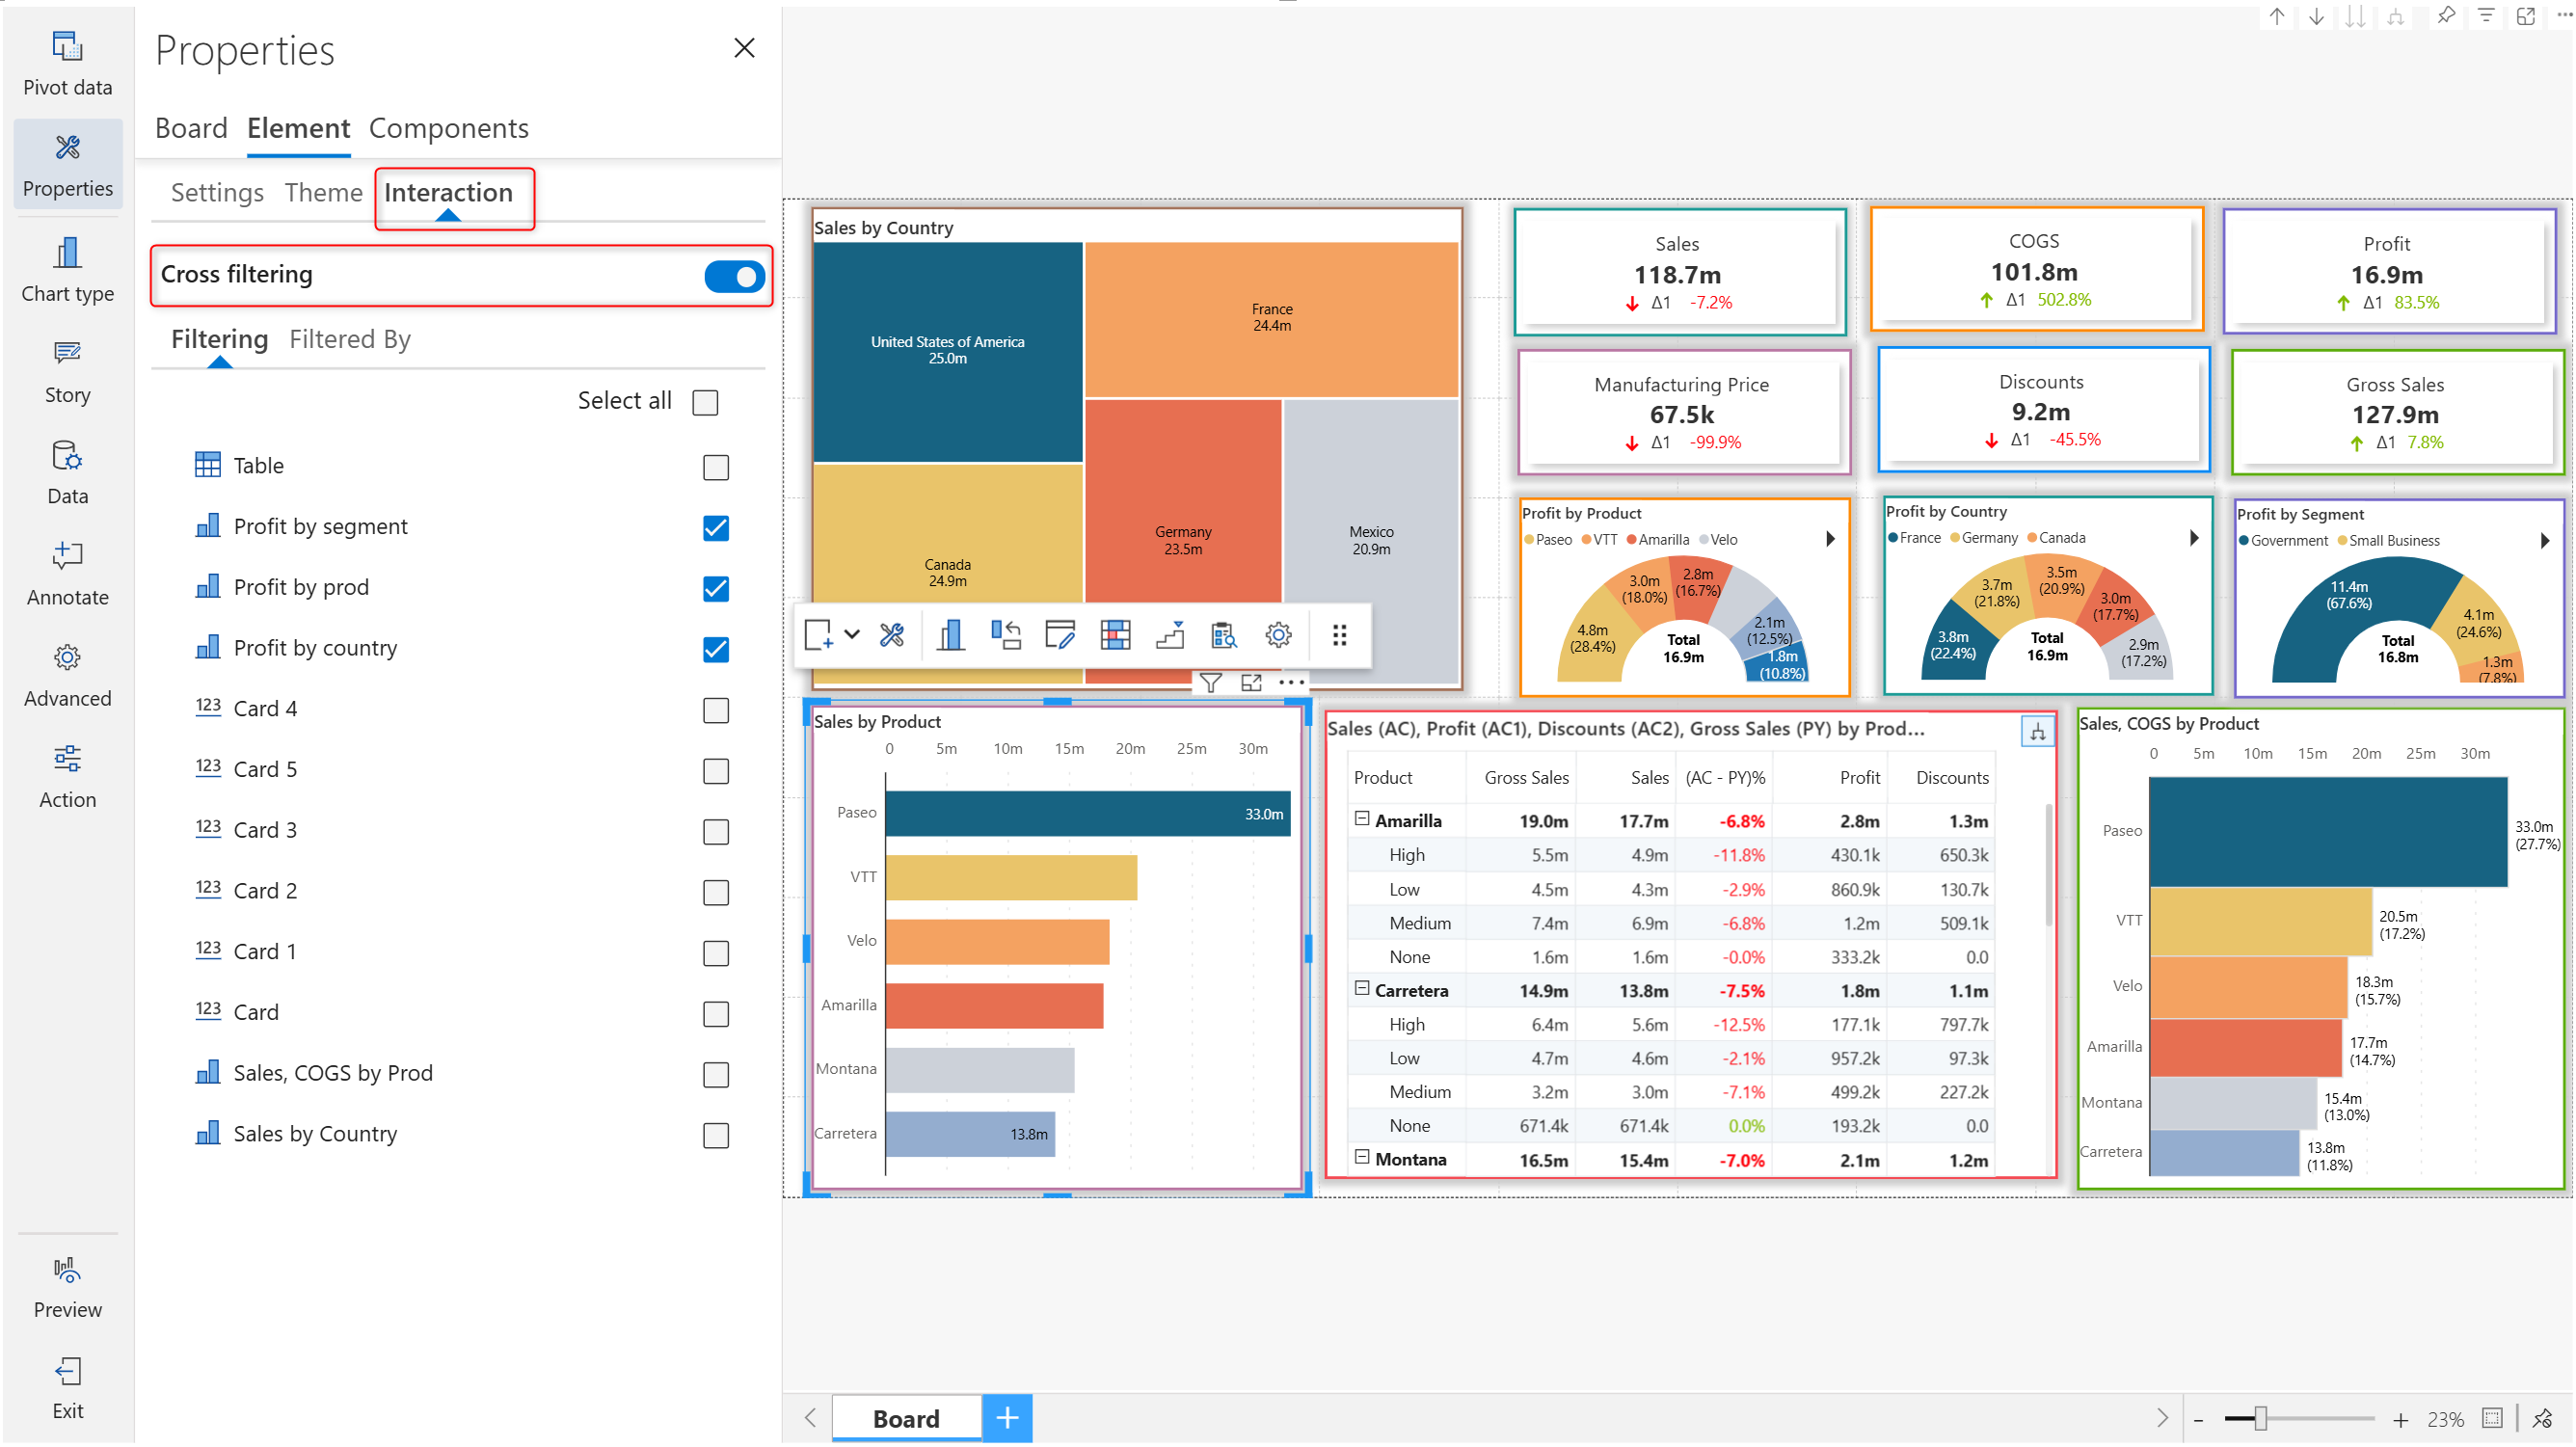 Pivot data
Properties
Chart type
Story
Data
Annotate
Advanced
Action
Preview
Exit
Properties
Board Element Components
Settings Theme Interaction
Cross filtering
Filtering Filtered By
Select all
Table
Profit by segment
Profit by prod
Profit by country
123 Card 4
123 Card 5
123 Card 3
123 Card 2
123 Card 1
123 Card
Sales, COGS by Prod
Sales by Country
Sales by Country
United States of America
25.0m
France
24.4m
Canada
24.9m
Germany
23.5m
Mexico
20.9m
Sales
118.7m
Δ1 -7.2%
COGS
101.8m
Δ1 502.8%
Profit
16.9m
Δ1 83.5%
Manufacturing Price
67.5k
Δ1 -99.9%
Discounts
9.2m
Δ1 -45.5%
Gross Sales
127.9m
Δ1 7.8%
Profit by Product
Paseo VTT Amarilla Velo
4.8m
(28.4%)
3.0m
(18.0%)
2.8m
(16.7%)
2.1m
(12.5%)
1.8m
(10.8%)
Total
16.9m
Profit by Country
France Germany Canada
3.8m
(22.4%)
3.7m
(21.8%)
3.5m
(20.9%)
3.0m
(17.7%)
2.9m
(17.2%)
Total
16.9m
Profit by Segment
Government Small Business
11.4m
(67.6%)
4.1m
(24.6%)
1.3m
(7.8%)
Total
16.8m
Sales by Product
0 5m 10m 15m 20m 25m 30m
Paseo 33.0m
VTT
Velo
Amarilla
Montana
Carretera 13.8m
Sales (AC), Profit (AC1), Discounts (AC2), Gross Sales (PY) by Prod...
Product Gross Sales Sales (AC - PY)% Profit Discounts
Amarilla 19.0m 17.7m -6.8% 2.8m 1.3m
High 5.5m 4.9m -11.8% 430.1k 650.3k
Low 4.5m 4.3m -2.9% 860.9k 130.7k
Medium 7.4m 6.9m -6.8% 1.2m 509.1k
None 1.6m 1.6m -0.0% 333.2k 0.0
Carretera 14.9m 13.8m -7.5% 1.8m 1.1m
High 6.4m 5.6m -12.5% 177.1k 797.7k
Low 4.7m 4.6m -2.1% 957.2k 97.3k
Medium 3.2m 3.0m -7.1% 499.2k 227.2k
None 671.4k 671.4k 0.0% 193.2k 0.0
Montana 16.5m 15.4m -7.0% 2.1m 1.2m
Sales, COGS by Product
0 5m 10m 15m 20m 25m 30m
Paseo 33.0m
(27.7%)
VTT 20.5m
(17.2%)
Velo 18.3m
(15.7%)
Amarilla 17.7m
(14.7%)
Montana 15.4m
(13.0%)
Carretera 13.8m
(11.8%)
Board +
- + 23%